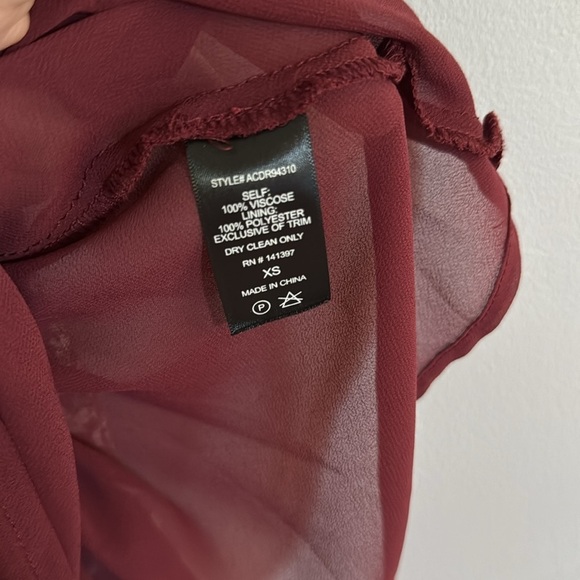 STYLE# ACDR94310
SELF:
100% VISCOSE
LINING:
100% POLYESTER
EXCLUSIVE OF TRIM
DRY CLEAN ONLY
RN # 141397
XS
MADE IN CHINA
P